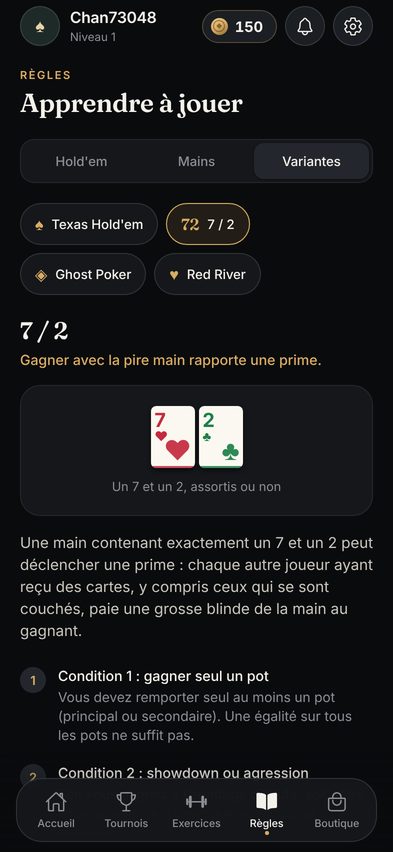 Chan73048
Niveau 1
150
RÈGLES
Apprendre à jouer
Hold'em
Mains
Variantes
Texas Hold'em
72 7 / 2
Ghost Poker
Red River
7 / 2
Gagner avec la pire main rapporte une prime.
7
2
Un 7 et un 2, assortis ou non
Une main contenant exactement un 7 et un 2 peut
déclencher une prime : chaque autre joueur ayant
reçu des cartes, y compris ceux qui se sont
couchés, paie une grosse blinde de la main au
gagnant.
1
Condition 1 : gagner seul un pot
Vous devez remporter seul au moins un pot
(principal ou secondaire). Une égalité sur tous
les pots ne suffit pas.
2
Condition 2 : showdown ou agression
Accueil
Tournois
Exercices
Règles
Boutique